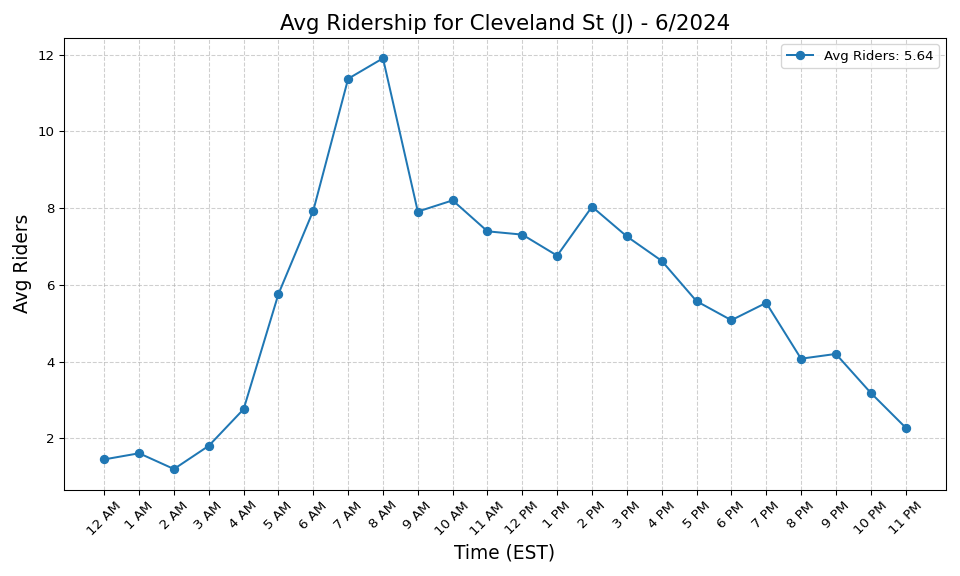 Avg Ridership for Cleveland St (J) - 6/2024
Avg Riders: 5.64
Avg Riders
12
10
8
6
4
2
12 AM 1 AM 2 AM 3 AM 4 AM 5 AM 6 AM 7 AM 8 AM 9 AM 10 AM 11 AM 12 PM 1 PM 2 PM 3 PM 4 PM 5 PM 6 PM 7 PM 8 PM 9 PM 10 PM 11 PM
Time (EST)